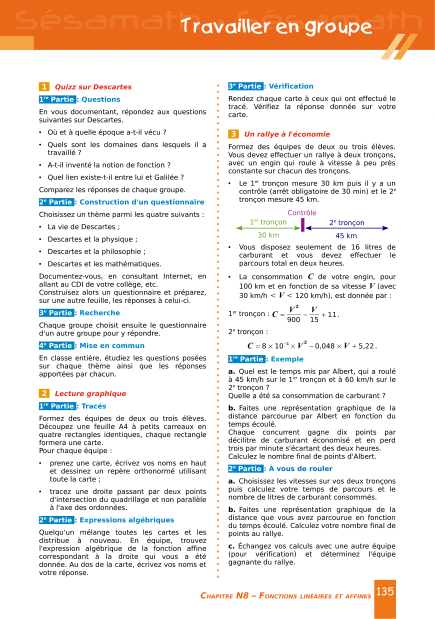 Sésamath
Sésamath
Travailler en groupe
1 Quizz sur Descartes
1re Partie : Questions
En vous documentant, répondez aux questions
suivantes sur Descartes.
• Où et à quelle époque a-t-il vécu ?
• Quels sont les domaines dans lesquels il a
travaillé ?
• A-t-il inventé la notion de fonction ?
• Quel lien existe-t-il entre lui et Galilée ?
Comparez les réponses de chaque groupe.
2e Partie : Construction d'un questionnaire
Choisissez un thème parmi les quatre suivants :
• La vie de Descartes ;
• Descartes et la physique ;
• Descartes et la philosophie ;
• Descartes et les mathématiques.
Documentez-vous, en consultant Internet, en
allant au CDI de votre collège, etc.
Construisez alors un questionnaire et préparez,
sur une autre feuille, les réponses à celui-ci.
3e Partie : Recherche
Chaque groupe choisit ensuite le questionnaire
d'un autre groupe pour y répondre.
4e Partie : Mise en commun
En classe entière, étudiez les questions posées
sur chaque thème ainsi que les réponses
apportées par chacun.
2 Lecture graphique
1re Partie : Tracés
Formez des équipes de deux ou trois élèves.
Découpez une feuille A4 à petits carreaux en
quatre rectangles identiques, chaque rectangle
formera une carte.
Pour chaque équipe :
• prenez une carte, écrivez vos noms en haut
et dessinez un repère orthonormé utilisant
toute la carte ;
• tracez une droite passant par deux points
d'intersection du quadrillage et non parallèle
à l'axe des ordonnées.
2e Partie : Expressions algébriques
Quelqu'un mélange toutes les cartes et les
distribue à nouveau. En équipe, trouvez
l'expression algébrique de la fonction affine
correspondant à la droite qui vous a été
donnée. Au dos de la carte, écrivez vos noms et
votre réponse.
3e Partie : Vérification
Rendez chaque carte à ceux qui ont effectué le
tracé. Vérifiez la réponse donnée sur votre
carte.
3 Un rallye à l'économie
Formez des équipes de deux ou trois élèves.
Vous devez effectuer un rallye à deux tronçons,
avec un engin qui roule à vitesse à peu près
constante sur chacun des tronçons.
• Le 1er tronçon mesure 30 km puis il y a un
contrôle (arrêt obligatoire de 30 min) et le 2e
tronçon mesure 45 km.
Contrôle
1er tronçon 2e tronçon
30 km 45 km
• Vous disposez seulement de 16 litres de
carburant et vous devez effectuer le
parcours total en deux heures.
• La consommation C de votre engin, pour
100 km et en fonction de sa vitesse V (avec
30 km/h < V < 120 km/h), est donnée par :
1er tronçon : C = V²/900 − V/15 + 11.
2e tronçon :
C = 8 × 10⁻⁴ × V² − 0,048 × V + 5,22.
1re Partie : Exemple
a. Quel est le temps mis par Albert, qui a roulé
à 45 km/h sur le 1er tronçon et à 60 km/h sur le
2e tronçon ?
Quelle a été sa consommation de carburant ?
b. Faites une représentation graphique de la
distance parcourue par Albert en fonction du
temps écoulé.
Chaque concurrent gagne dix points par
décilitre de carburant économisé et en perd
trois par minute s'écartant des deux heures.
Calculez le nombre final de points d'Albert.
2e Partie : À vous de rouler
a. Choisissez les vitesses sur vos deux tronçons
puis calculez votre temps de parcours et le
nombre de litres de carburant consommés.
b. Faites une représentation graphique de la
distance que vous avez parcourue en fonction
du temps écoulé. Calculez votre nombre final de
points au rallye.
c. Échangez vos calculs avec une autre équipe
(pour vérification) et déterminez l'équipe
gagnante du rallye.
Chapitre N8 – Fonctions linéaires et affines 135